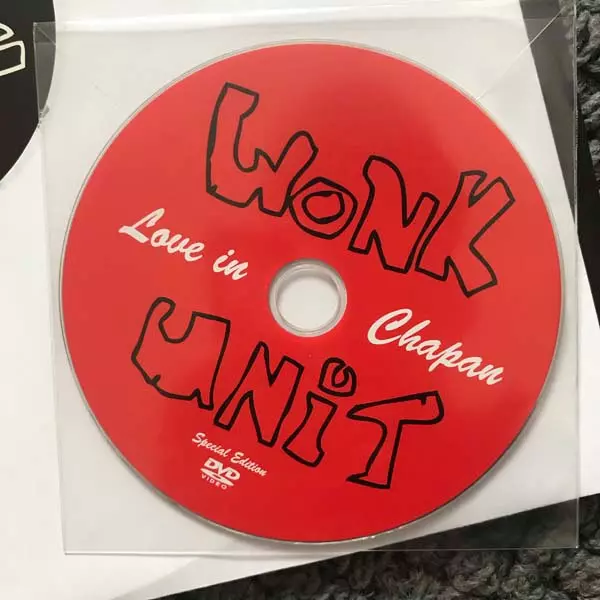 WONK
Love in
Chapan
UNiT
Special Edition
DVD
VIDEO